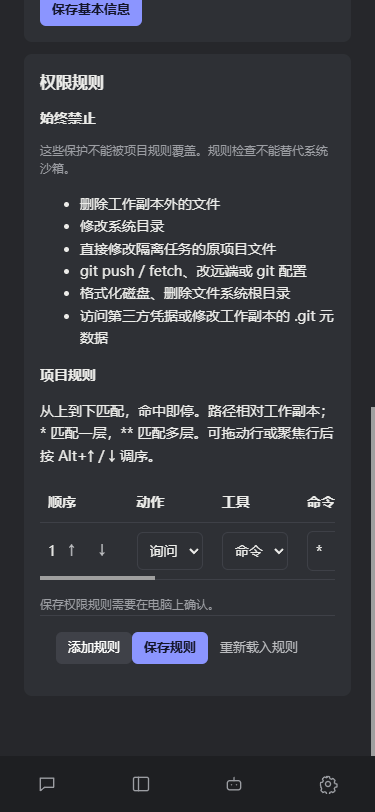 保存基本信息
权限规则
始终禁止
这些保护不能被项目规则覆盖。规则检查不能替代系统
沙箱。
• 删除工作副本外的文件
• 修改系统目录
• 直接修改隔离任务的原项目文件
• git push / fetch、改远端或 git 配置
• 格式化磁盘、删除文件系统根目录
• 访问第三方凭据或修改工作副本的 .git 元
数据
项目规则
从上到下匹配，命中即停。路径相对工作副本；
* 匹配一层，** 匹配多层。可拖动行或聚焦行后
按 Alt+↑ / ↓ 调序。
顺序 动作 工具 命令
1 ↑ ↓ 询问 命令 *
保存权限规则需要在电脑上确认。
添加规则 保存规则 重新载入规则